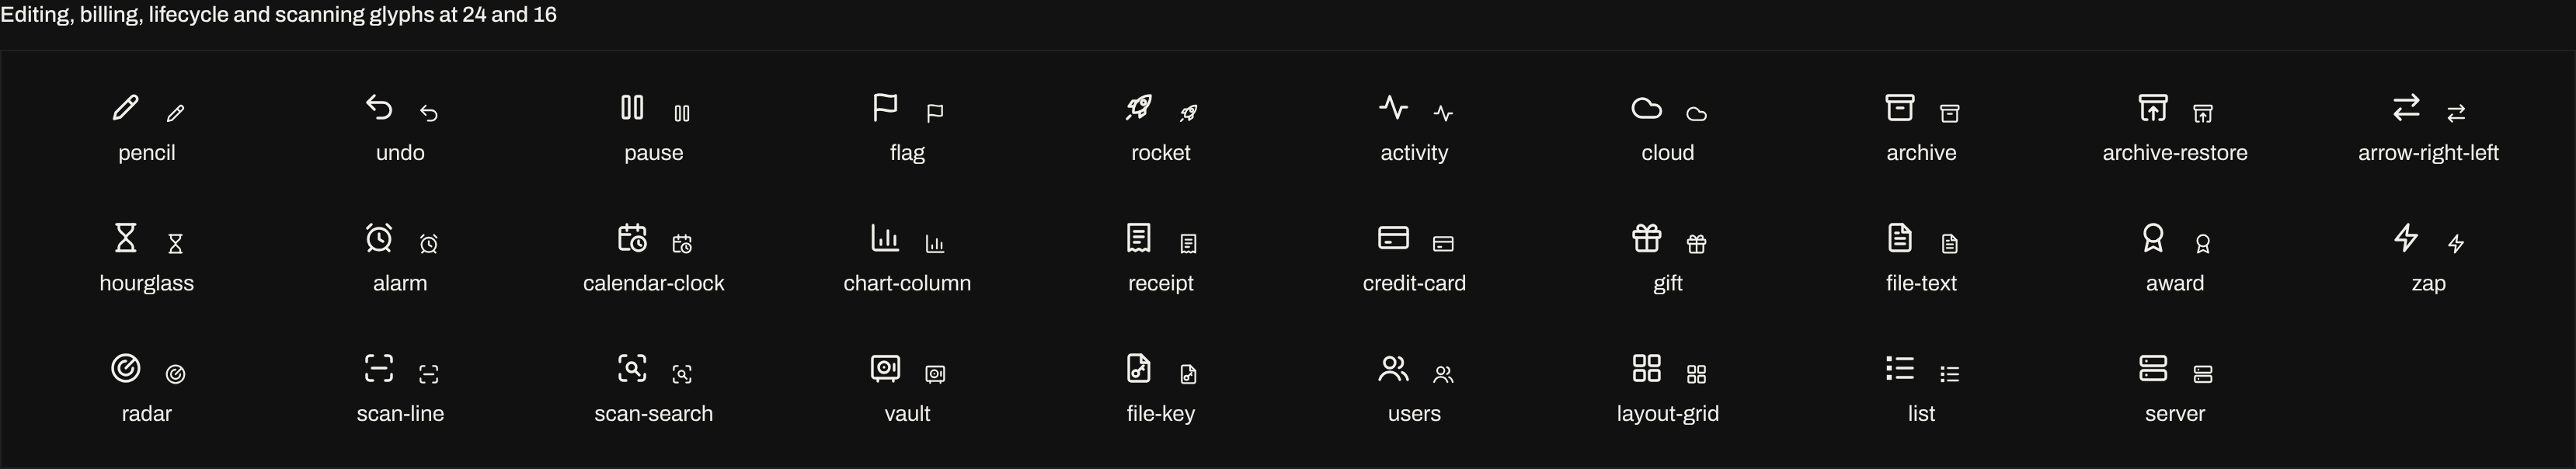 Editing, billing, lifecycle and scanning glyphs at 24 and 16
pencil undo pause flag rocket activity cloud archive archive-restore arrow-right-left
hourglass alarm calendar-clock chart-column receipt credit-card gift file-text award zap
radar scan-line scan-search vault file-key users layout-grid list server